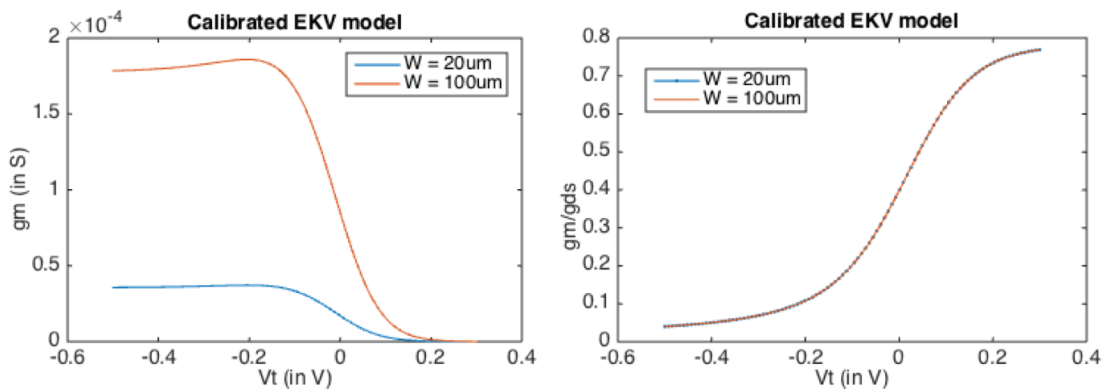 Calibrated EKV model
×10⁻⁴
2
1.5
1
0.5
0
gm (in S)
W = 20um
W = 100um
-0.6 -0.4 -0.2 0 0.2 0.4
Vt (in V)
Calibrated EKV model
0.8
0.7
0.6
0.5
0.4
0.3
0.2
0.1
0
gm/gds
W = 20um
W = 100um
-0.6 -0.4 -0.2 0 0.2 0.4
Vt (in V)